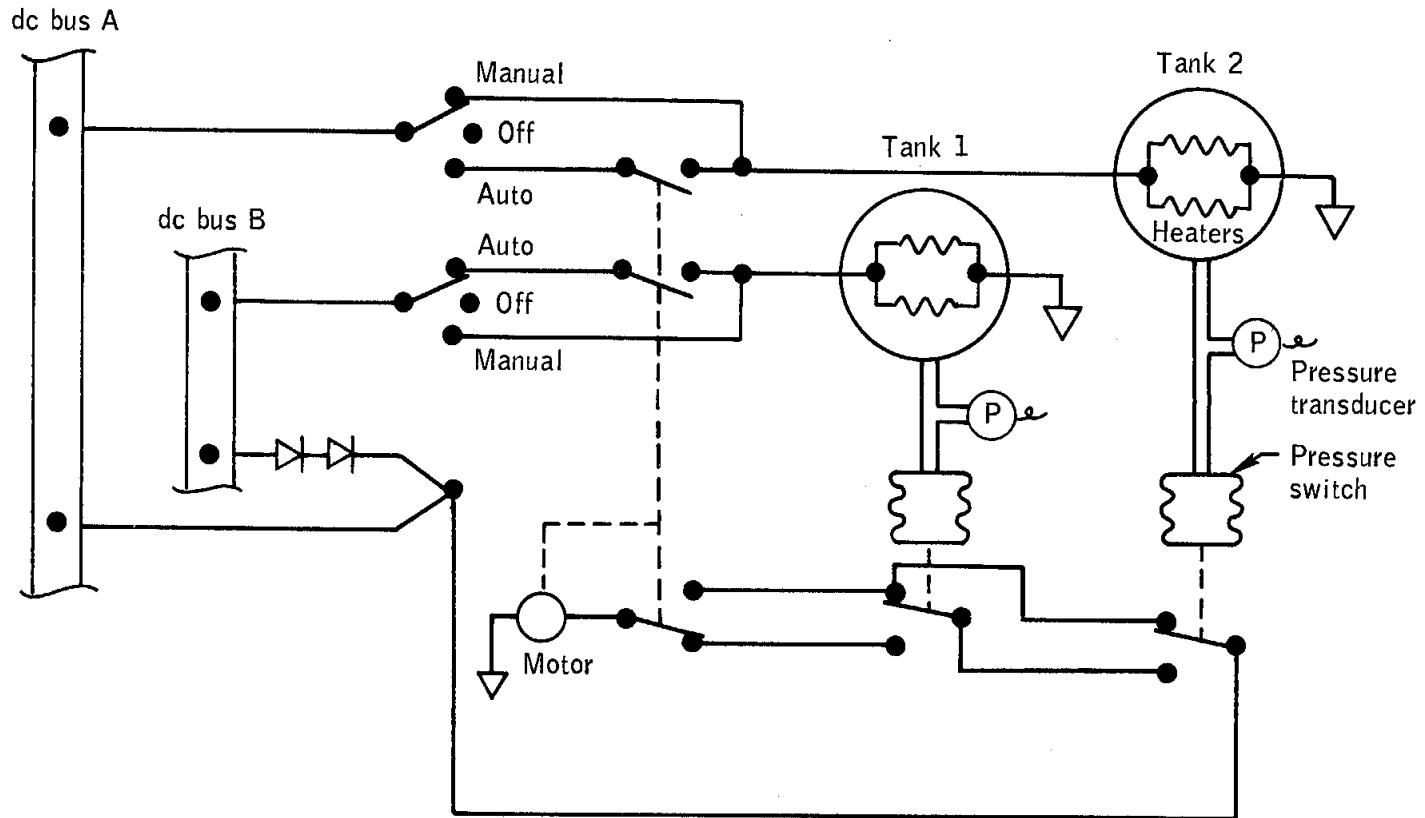 dc bus A
Manual
Off
Auto
dc bus B
Auto
Off
Manual
Tank 1
Tank 2
Heaters
P
Pressure
transducer
P
Pressure
switch
Motor